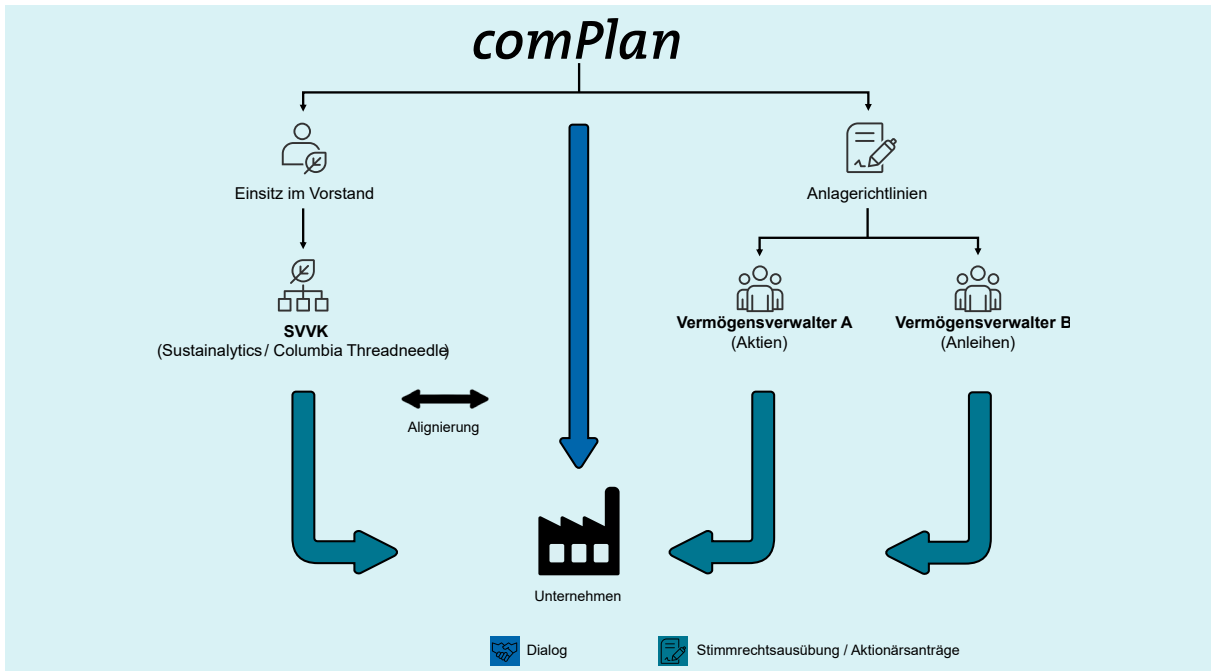 comPlan
Einsitz im Vorstand
Anlagerichtlinien
SVVK
(Sustainalytics / Columbia Threadneedle)
Vermögensverwalter A
(Aktien)
Vermögensverwalter B
(Anleihen)
Alignierung
Unternehmen
Dialog
Stimmrechtsausübung / Aktionärsanträge